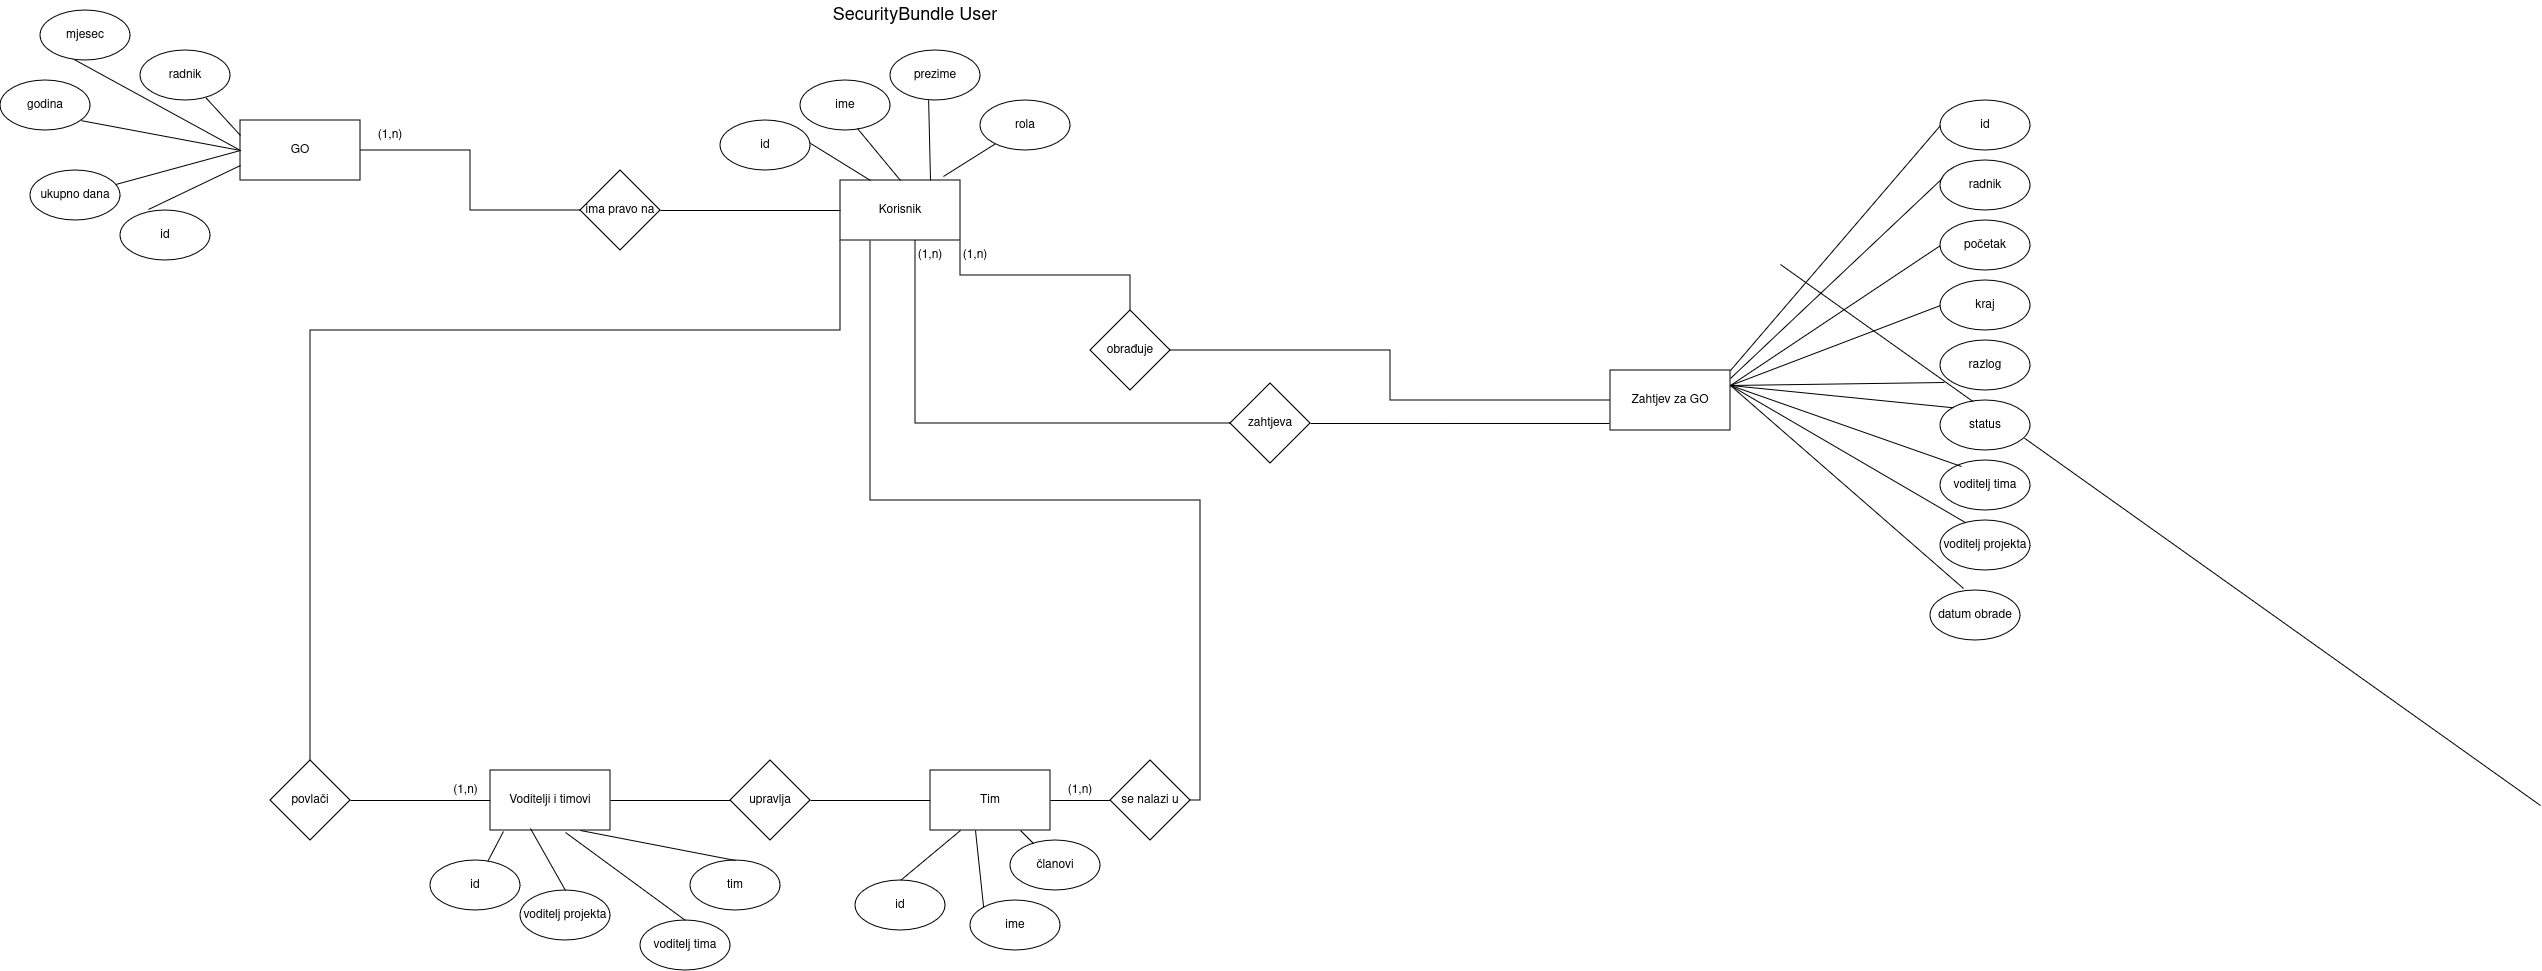 SecurityBundle User
mjesec
radnik
godina
GO
(1,n)
ukupno dana
id
ima pravo na
prezime
ime
rola
id
Korisnik
(1,n)
(1,n)
obrađuje
zahtjeva
Zahtjev za GO
id
radnik
početak
kraj
razlog
status
voditelj tima
voditelj projekta
datum obrade
povlači
(1,n)
Voditelji i timovi
upravlja
Tim
(1,n)
se nalazi u
id
voditelj projekta
voditelj tima
tim
id
ime
članovi